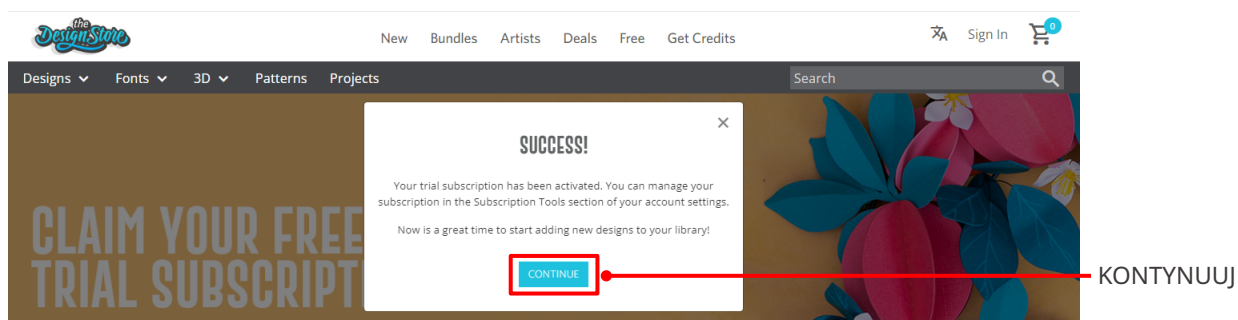 the
Design Store
New Bundles Artists Deals Free Get Credits
Sign In 0
Designs Fonts 3D Patterns Projects
Search
SUCCESS!
Your trial subscription has been activated. You can manage your
subscription in the Subscription Tools section of your account settings.
Now is a great time to start adding new designs to your library!
CONTINUE
KONTYNUUJ
CLAIM YOUR FREE
TRIAL SUBSCRIPT